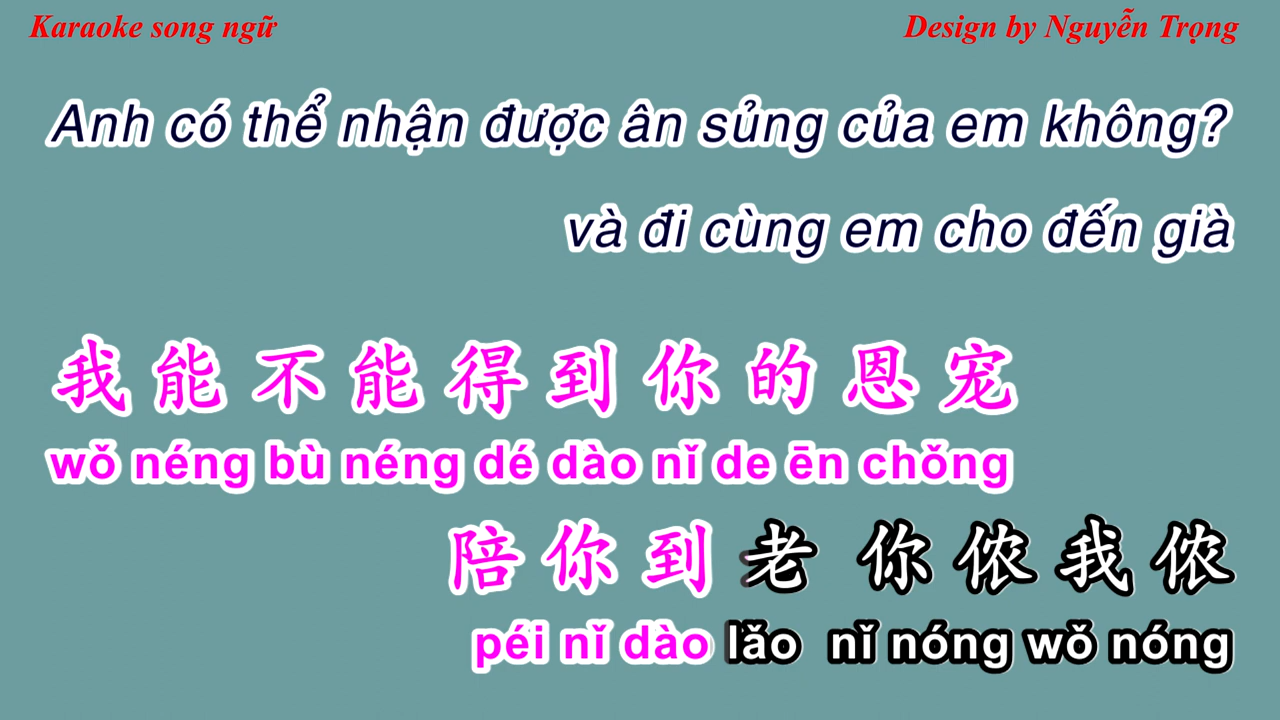 Karaoke song ngữ
Design by Nguyễn Trọng
Anh có thể nhận được ân sủng của em không?
và đi cùng em cho đến già
我能不能得到你的恩宠
wǒ néng bù néng dé dào nǐ de ēn chǒng
陪你到老 你侬我侬
péi nǐ dào lǎo nǐ nóng wǒ nóng